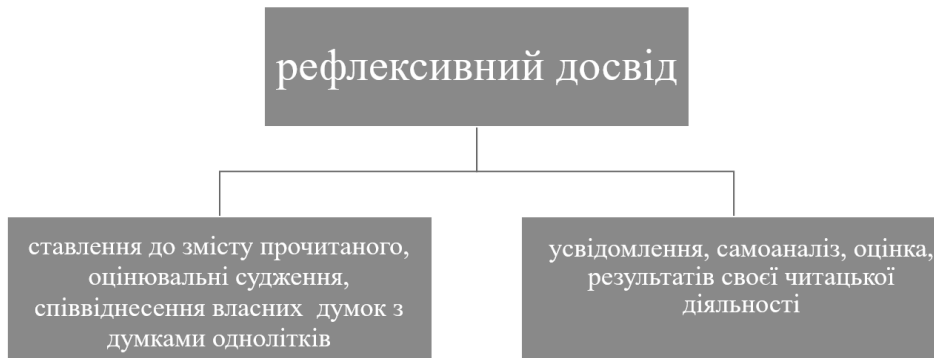 рефлексивний досвід
ставлення до змісту прочитаного,
оцінювальні судження,
співвіднесення власних думок з
думками однолітків
усвідомлення, самоаналіз, оцінка,
результатів своєї читацької
діяльності